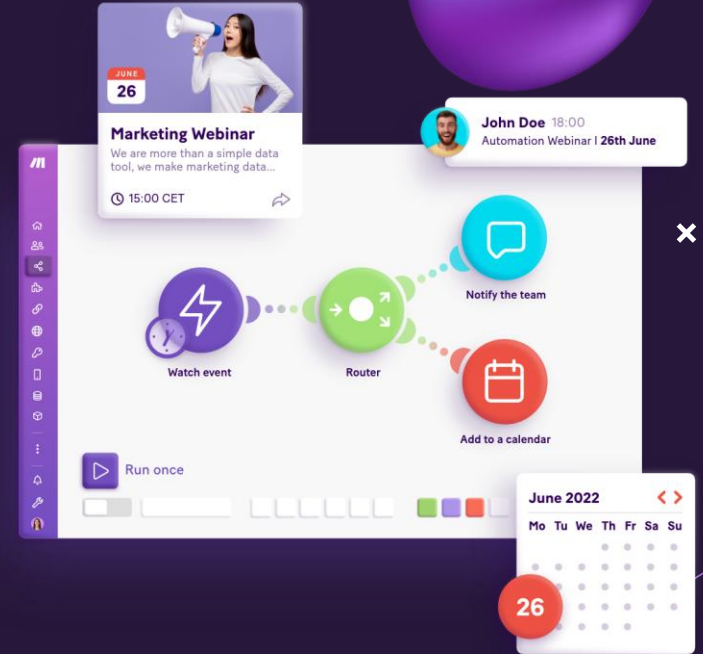 JUNE
26
Marketing Webinar
We are more than a simple data
tool, we make marketing data...
15:00 CET
John Doe 18:00
Automation Webinar | 26th June
Watch event
Router
Notify the team
Add to a calendar
Run once
June 2022
Mo Tu We Th Fr Sa Su
26